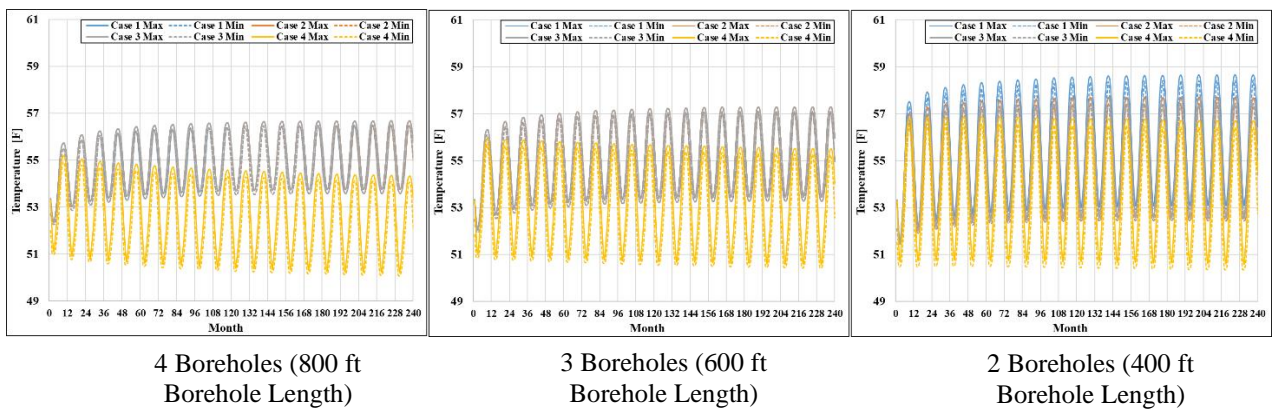 61
59
57
55
53
51
49
Temperature [F]
Case 1 Max Case 1 Min Case 2 Max Case 2 Min
Case 3 Max Case 3 Min Case 4 Max Case 4 Min
0 12 24 36 48 60 72 84 96 108 120 132 144 156 168 180 192 204 216 228 240
Month
4 Boreholes (800 ft
Borehole Length)
61
59
57
55
53
51
49
Temperature [F]
Case 1 Max Case 1 Min Case 2 Max Case 2 Min
Case 3 Max Case 3 Min Case 4 Max Case 4 Min
0 12 24 36 48 60 72 84 96 108 120 132 144 156 168 180 192 204 216 228 240
Month
3 Boreholes (600 ft
Borehole Length)
61
59
57
55
53
51
49
Temperature [F]
Case 1 Max Case 1 Min Case 2 Max Case 2 Min
Case 3 Max Case 3 Min Case 4 Max Case 4 Min
0 12 24 36 48 60 72 84 96 108 120 132 144 156 168 180 192 204 216 228 240
Month
2 Boreholes (400 ft
Borehole Length)